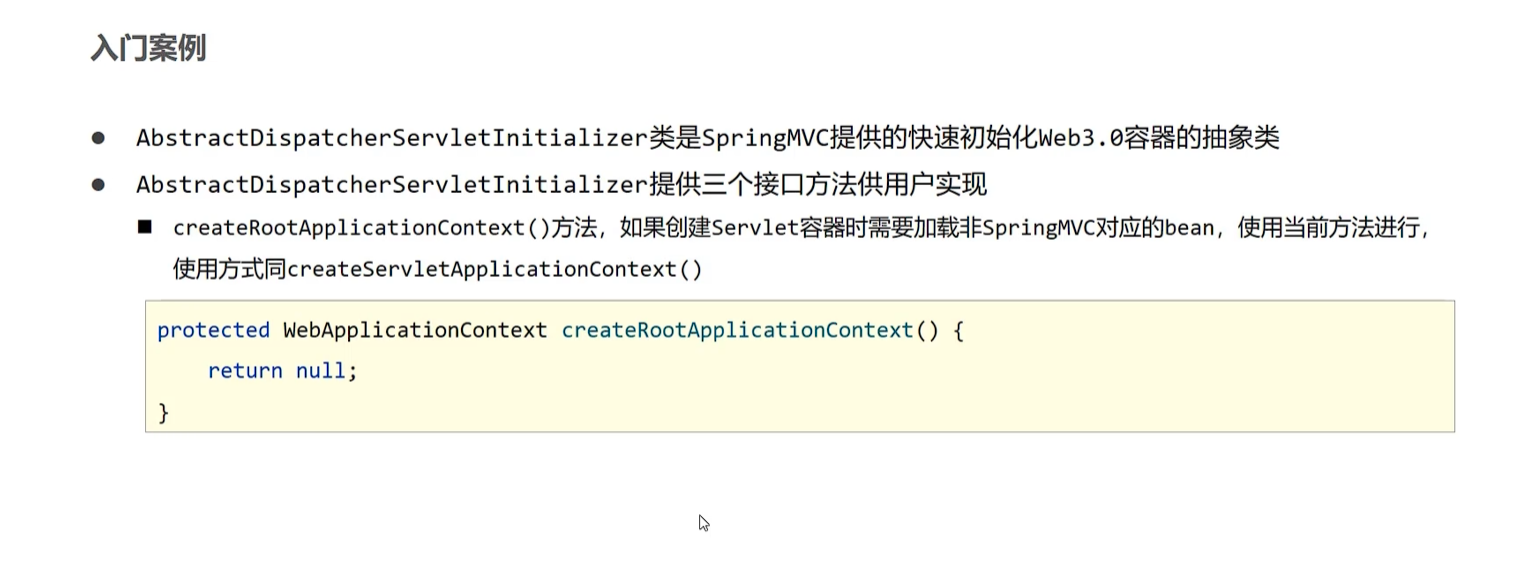 入门案例
AbstractDispatcherServletInitializer类是SpringMVC提供的快速初始化Web3.0容器的抽象类
AbstractDispatcherServletInitializer提供三个接口方法供用户实现
createRootApplicationContext()方法，如果创建Servlet容器时需要加载非SpringMVC对应的bean，使用当前方法进行，
使用方式同createServletApplicationContext()
protected WebApplicationContext createRootApplicationContext() {
    return null;
}